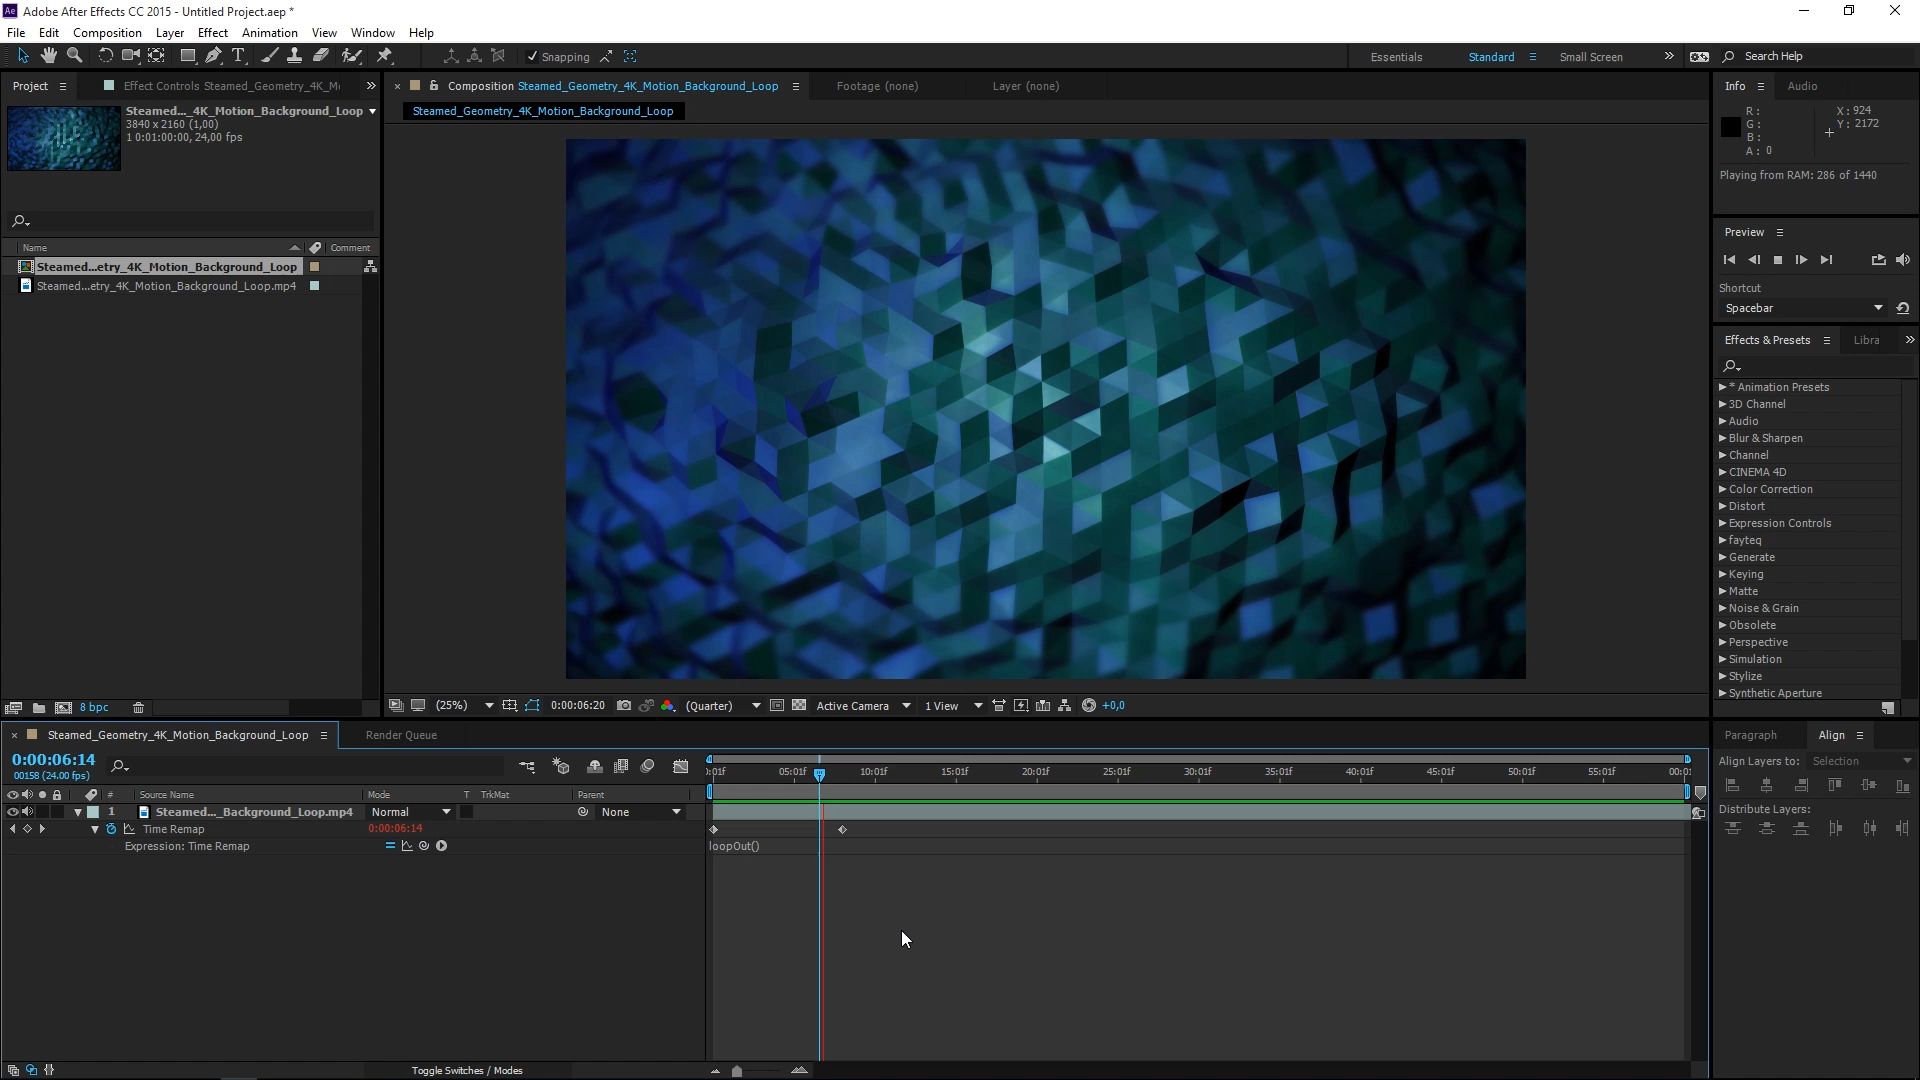 Adobe After Effects CC 2015 - Untitled Project.aep *
File Edit Composition Layer Effect Animation View Window Help
Snapping
Essentials Standard Small Screen Search Help
Project Effect Controls Steamed_Geometry_4K_M
Steamed..._4K_Motion_Background_Loop
3840 x 2160 (1,00)
1 0:01:00:00, 24,00 fps
Name Comment
Steamed...etry_4K_Motion_Background_Loop
Steamed...etry_4K_Motion_Background_Loop.mp4
8 bpc
Composition Steamed_Geometry_4K_Motion_Background_Loop Footage (none) Layer (none)
Steamed_Geometry_4K_Motion_Background_Loop
(25%) 0:00:06:20 (Quarter) Active Camera 1 View +0,0
Info Audio
R: X: 924
G: Y: 2172
B:
A: 0
Playing from RAM: 286 of 1440
Preview
Shortcut
Spacebar
Effects & Presets Libra
* Animation Presets
3D Channel
Audio
Blur & Sharpen
Channel
CINEMA 4D
Color Correction
Distort
Expression Controls
fayteq
Generate
Keying
Matte
Noise & Grain
Obsolete
Perspective
Simulation
Stylize
Synthetic Aperture
Steamed_Geometry_4K_Motion_Background_Loop Render Queue
0:00:06:14
00158 (24.00 fps)
:01f 05:01f 10:01f 15:01f 20:01f 25:01f 30:01f 35:01f 40:01f 45:01f 50:01f 55:01f 00:0
# Source Name Mode T TrkMat Parent
1 Steamed..._Background_Loop.mp4 Normal None
Time Remap 0:00:06:14
Expression: Time Remap loopOut()
Toggle Switches / Modes
Paragraph Align
Align Layers to: Selection
Distribute Layers: